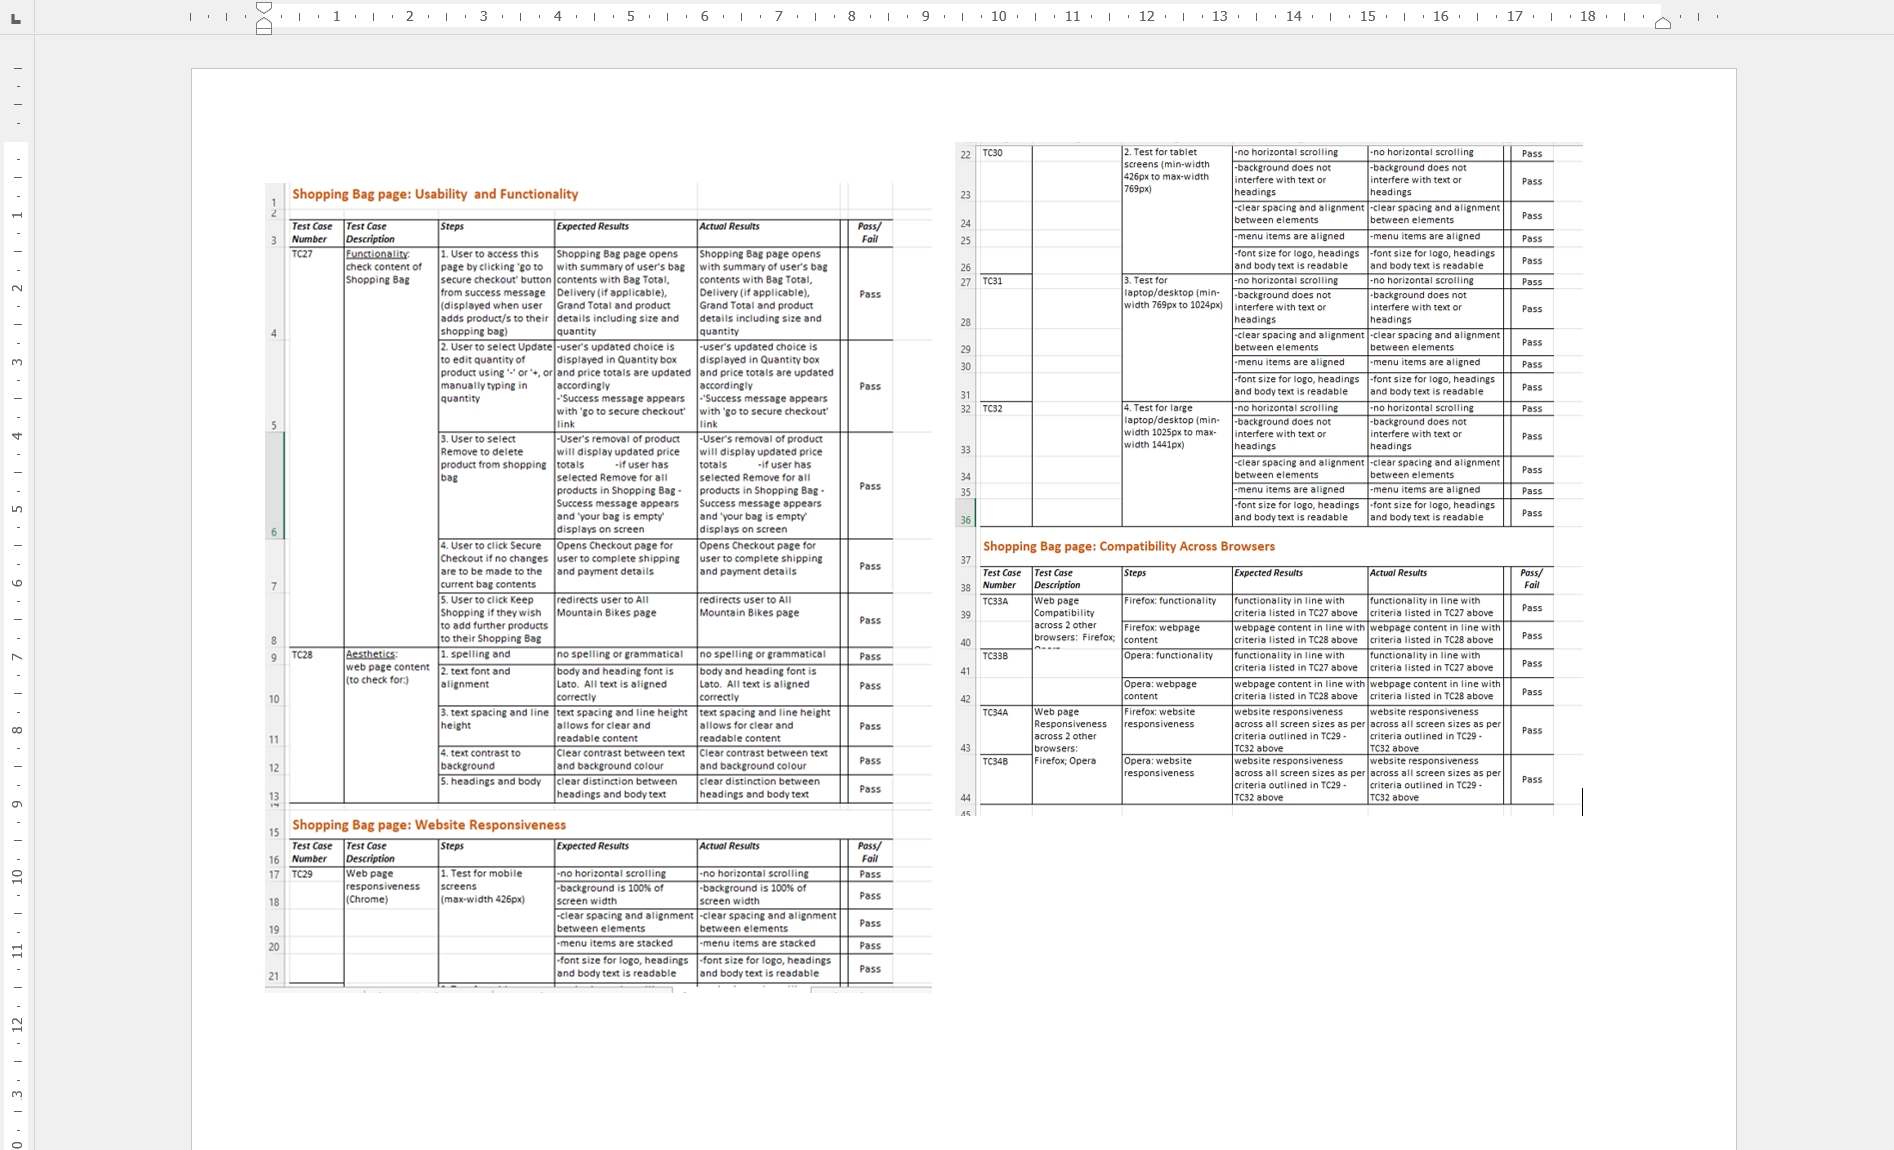 1 2 3 4 5 6 7 8 9 10 11 12 13 14 15 16 17 18
Shopping Bag page: Usability and Functionality
Test Case Number | Test Case Description | Steps | Expected Results | Actual Results | Pass/ Fail
TC27 | Functionality: check content of Shopping Bag | 1. User to access this page by clicking 'go to secure checkout' button from success message (displayed when user adds product/s to their shopping bag) | Shopping Bag page opens with summary of user's bag contents with Bag Total, Delivery (if applicable), Grand Total and product details including size and quantity | Shopping Bag page opens with summary of user's bag contents with Bag Total, Delivery (if applicable), Grand Total and product details including size and quantity | Pass
2. User to select Update to edit quantity of product using '-' or '+, or manually typing in quantity | -user's updated choice is displayed in Quantity box and price totals are updated accordingly -'Success message appears with 'go to secure checkout' link | -user's updated choice is displayed in Quantity box and price totals are updated accordingly -'Success message appears with 'go to secure checkout' link | Pass
3. User to select Remove to delete product from shopping bag | -User's removal of product will display updated price totals -if user has selected Remove for all products in Shopping Bag - Success message appears and 'your bag is empty' displays on screen | -User's removal of product will display updated price totals -if user has selected Remove for all products in Shopping Bag - Success message appears and 'your bag is empty' displays on screen | Pass
4. User to click Secure Checkout if no changes are to be made to the current bag contents | Opens Checkout page for user to complete shipping and payment details | Opens Checkout page for user to complete shipping and payment details | Pass
5. User to click Keep Shopping if they wish to add further products to their Shopping Bag | redirects user to All Mountain Bikes page | redirects user to All Mountain Bikes page | Pass
TC28 | Aesthetics: web page content (to check for:) | 1. spelling and | no spelling or grammatical | no spelling or grammatical | Pass
2. text font and alignment | body and heading font is Lato. All text is aligned correctly | body and heading font is Lato. All text is aligned correctly | Pass
3. text spacing and line height | text spacing and line height allows for clear and readable content | text spacing and line height allows for clear and readable content | Pass
4. text contrast to background | Clear contrast between text and background colour | Clear contrast between text and background colour | Pass
5. headings and body | clear distinction between headings and body text | clear distinction between headings and body text | Pass
Shopping Bag page: Website Responsiveness
Test Case Number | Test Case Description | Steps | Expected Results | Actual Results | Pass/ Fail
TC29 | Web page responsiveness (Chrome) | 1. Test for mobile screens (max-width 426px) | -no horizontal scrolling | -no horizontal scrolling | Pass
-background is 100% of screen width | -background is 100% of screen width | Pass
-clear spacing and alignment between elements | -clear spacing and alignment between elements | Pass
-menu items are stacked | -menu items are stacked | Pass
-font size for logo, headings and body text is readable | -font size for logo, headings and body text is readable | Pass
22 TC30 | 2. Test for tablet screens (min-width 426px to max-width 769px) | -no horizontal scrolling | -no horizontal scrolling | Pass
23 -background does not interfere with text or headings | -background does not interfere with text or headings | Pass
24 -clear spacing and alignment between elements | -clear spacing and alignment between elements | Pass
25 -menu items are aligned | -menu items are aligned | Pass
26 -font size for logo, headings and body text is readable | -font size for logo, headings and body text is readable | Pass
27 TC31 | 3. Test for laptop/desktop (min-width 769px to 1024px) | -no horizontal scrolling | -no horizontal scrolling | Pass
28 -background does not interfere with text or headings | -background does not interfere with text or headings | Pass
29 -clear spacing and alignment between elements | -clear spacing and alignment between elements | Pass
30 -menu items are aligned | -menu items are aligned | Pass
31 -font size for logo, headings and body text is readable | -font size for logo, headings and body text is readable | Pass
32 TC32 | 4. Test for large laptop/desktop (min-width 1025px to max-width 1441px) | -no horizontal scrolling | -no horizontal scrolling | Pass
33 -background does not interfere with text or headings | -background does not interfere with text or headings | Pass
34 -clear spacing and alignment between elements | -clear spacing and alignment between elements | Pass
35 -menu items are aligned | -menu items are aligned | Pass
36 -font size for logo, headings and body text is readable | -font size for logo, headings and body text is readable | Pass
37 Shopping Bag page: Compatibility Across Browsers
38 Test Case Number | Test Case Description | Steps | Expected Results | Actual Results | Pass/ Fail
39 TC33A | Web page Compatibility across 2 other browsers: Firefox; | Firefox: functionality | functionality in line with criteria listed in TC27 above | functionality in line with criteria listed in TC27 above | Pass
40 Firefox: webpage content | webpage content in line with criteria listed in TC28 above | webpage content in line with criteria listed in TC28 above | Pass
41 TC33B | Opera: functionality | functionality in line with criteria listed in TC27 above | functionality in line with criteria listed in TC27 above | Pass
42 Opera: webpage content | webpage content in line with criteria listed in TC28 above | webpage content in line with criteria listed in TC28 above | Pass
43 TC34A | Web page Responsiveness across 2 other browsers: Firefox; Opera | Firefox: website responsiveness | website responsiveness across all screen sizes as per criteria outlined in TC29 - TC32 above | website responsiveness across all screen sizes as per criteria outlined in TC29 - TC32 above | Pass
44 TC34B | Opera: website responsiveness | website responsiveness across all screen sizes as per criteria outlined in TC29 - TC32 above | website responsiveness across all screen sizes as per criteria outlined in TC29 - TC32 above | Pass